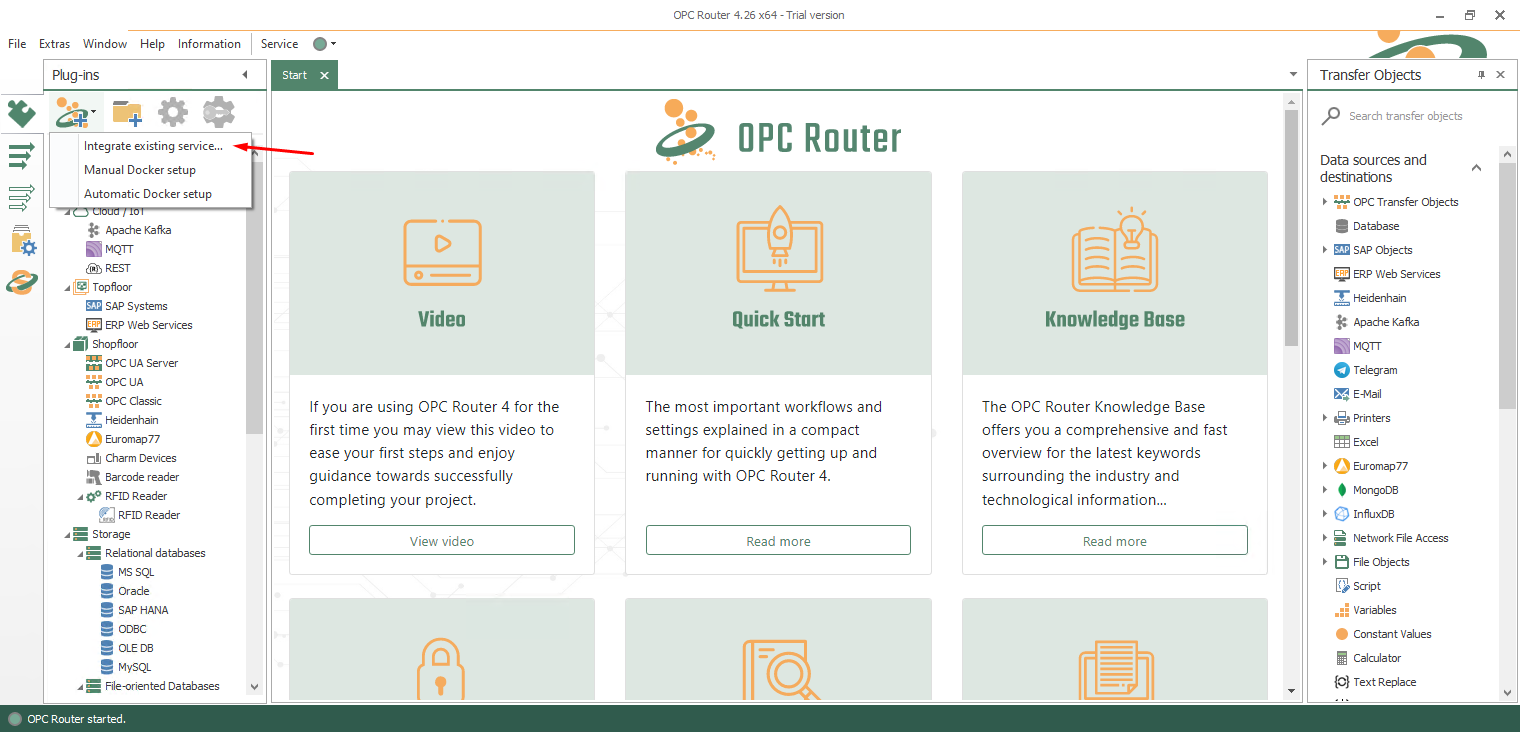 OPC Router 4.26 x64 - Trial version
File Extras Window Help Information Service
Plug-ins
Integrate existing service...
Manual Docker setup
Automatic Docker setup
Cloud / IoT
Apache Kafka
MQTT
REST
Topfloor
SAP SAP Systems
ERP ERP Web Services
Shopfloor
OPC UA Server
OPC UA
OPC Classic
Heidenhain
Euromap77
Charm Devices
Barcode reader
RFID Reader
RFID Reader
Storage
Relational databases
MS SQL
Oracle
SAP HANA
ODBC
OLE DB
MySQL
File-oriented Databases
Start
OPC Router
Video
If you are using OPC Router 4 for the
first time you may view this video to
ease your first steps and enjoy
guidance towards successfully
completing your project.
View video
Quick Start
The most important workflows and
settings explained in a compact
manner for quickly getting up and
running with OPC Router 4.
Read more
Knowledge Base
The OPC Router Knowledge Base
offers you a comprehensive and fast
overview for the latest keywords
surrounding the industry and
technological information...
Read more
Transfer Objects
Search transfer objects
Data sources and
destinations
OPC Transfer Objects
Database
SAP SAP Objects
ERP ERP Web Services
Heidenhain
Apache Kafka
MQTT
Telegram
E-Mail
Printers
Excel
Euromap77
MongoDB
InfluxDB
Network File Access
File Objects
Script
Variables
Constant Values
Calculator
Text Replace
OPC Router started.